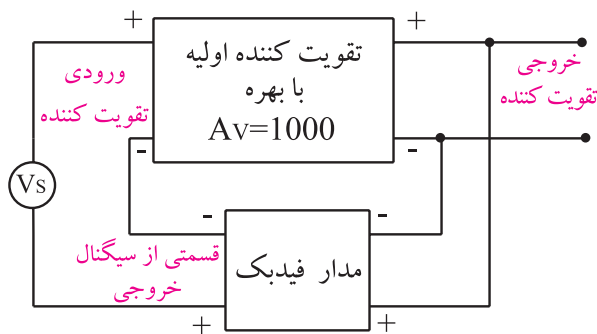 +
+
تقویت کننده اولیه
با بهره
Av=1000
ورودی
تقویت کننده
خروجی
تقویت کننده
-
-
Vs
-
-
مدار فیدبک
قسمتی از سیگنال
خروجی
+
+